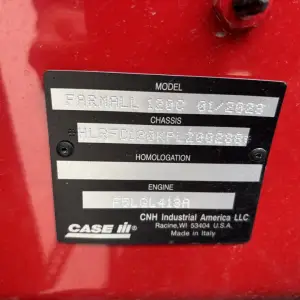 MODEL
FARMALL 120C 01/2023
CHASSIS
HOMOLOGATION
ENGINE
CASE IH
CNH Industrial America LLC
Racine,WI 53404 U.S.A.
Made in Italy